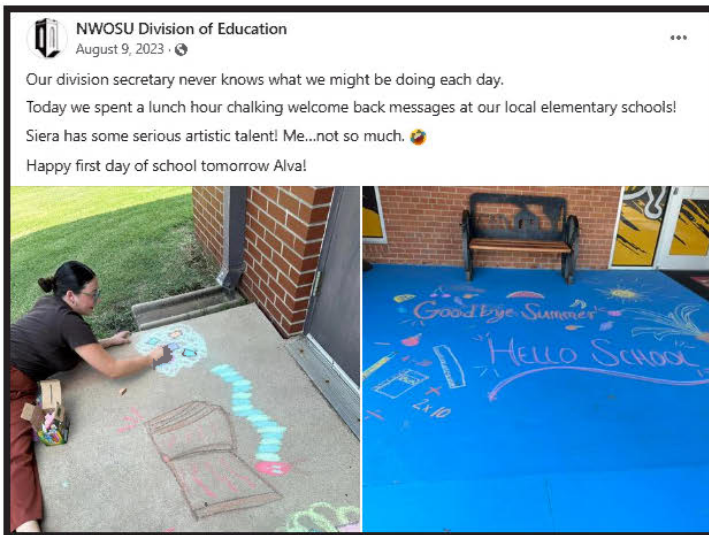 NWOSU Division of Education
August 9, 2023 ·
Our division secretary never knows what we might be doing each day.
Today we spent a lunch hour chalking welcome back messages at our local elementary schools!
Siera has some serious artistic talent! Me...not so much. 🤣
Happy first day of school tomorrow Alva!
Goodbye Summer
HELLO SCHOOL
2x10